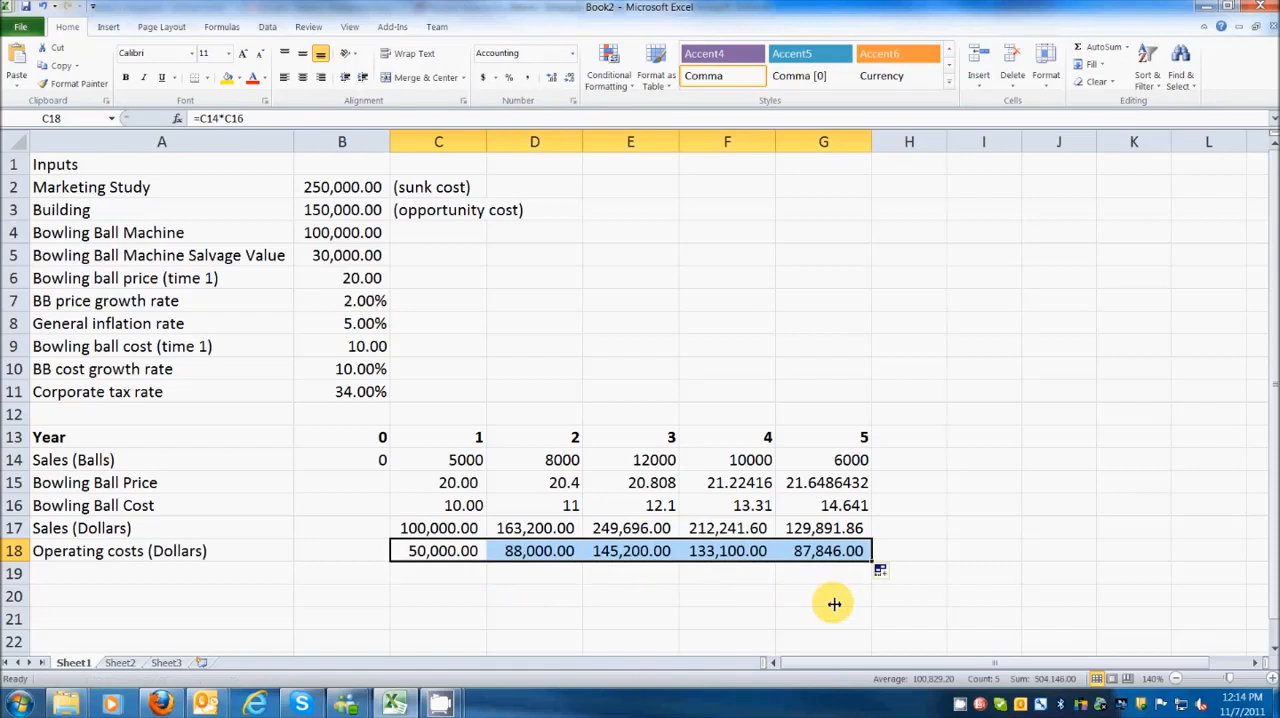 Book2 - Microsoft Excel
File Home Insert Page Layout Formulas Data Review View Add-Ins Team
Cut
Copy
Format Painter
Paste
Clipboard
Calibri 11
B I U
Font
Wrap Text
Merge & Center
Alignment
Accounting
$ % ,
Number
Conditional Formatting
Format as Table
Accent4 Accent5 Accent6
Comma Comma [0] Currency
Styles
Insert Delete Format
Cells
AutoSum
Fill
Clear
Sort & Filter
Find & Select
Editing
C18 fx =C14*C16
A B C D E F G H I J K L
1 Inputs
2 Marketing Study 250,000.00 (sunk cost)
3 Building 150,000.00 (opportunity cost)
4 Bowling Ball Machine 100,000.00
5 Bowling Ball Machine Salvage Value 30,000.00
6 Bowling ball price (time 1) 20.00
7 BB price growth rate 2.00%
8 General inflation rate 5.00%
9 Bowling ball cost (time 1) 10.00
10 BB cost growth rate 10.00%
11 Corporate tax rate 34.00%
12
13 Year 0 1 2 3 4 5
14 Sales (Balls) 0 5000 8000 12000 10000 6000
15 Bowling Ball Price 20.00 20.4 20.808 21.22416 21.6486432
16 Bowling Ball Cost 10.00 11 12.1 13.31 14.641
17 Sales (Dollars) 100,000.00 163,200.00 249,696.00 212,241.60 129,891.86
18 Operating costs (Dollars) 50,000.00 88,000.00 145,200.00 133,100.00 87,846.00
19
20
21
22
Sheet1 Sheet2 Sheet3
Ready Average: 100,829.20 Count: 5 Sum: 504,146.00 140%
12:14 PM
11/7/2011